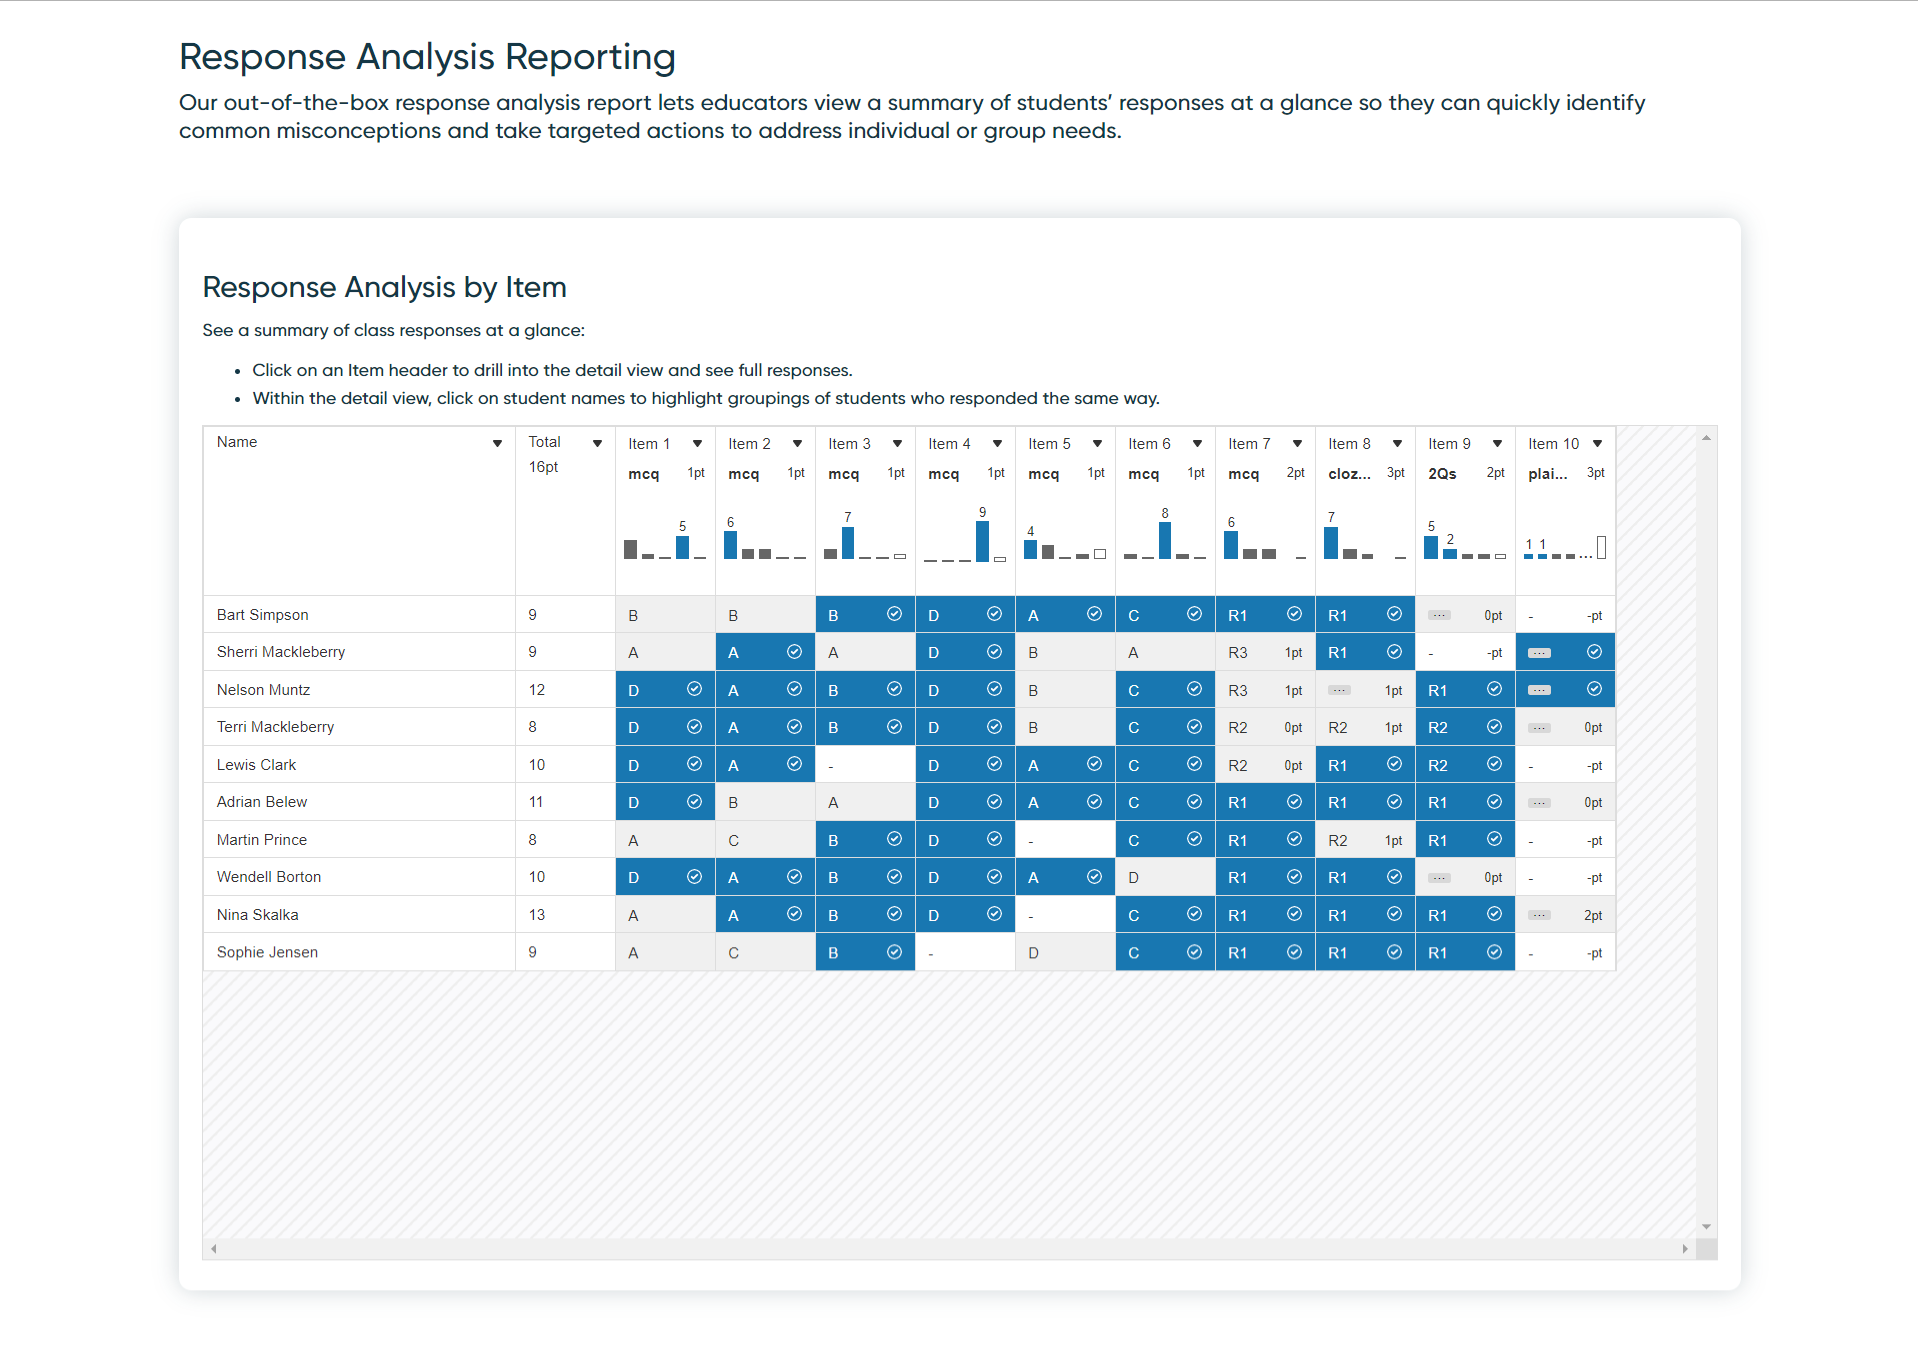 Response Analysis Reporting
Our out-of-the-box response analysis report lets educators view a summary of students’ responses at a glance so they can quickly identify
common misconceptions and take targeted actions to address individual or group needs.
Response Analysis by Item
See a summary of class responses at a glance:
• Click on an Item header to drill into the detail view and see full responses.
• Within the detail view, click on student names to highlight groupings of students who responded the same way.
Name Total Item 1 Item 2 Item 3 Item 4 Item 5 Item 6 Item 7 Item 8 Item 9 Item 10
16pt mcq 1pt mcq 1pt mcq 1pt mcq 1pt mcq 1pt mcq 1pt mcq 2pt cloz... 3pt 2Qs 2pt plai... 3pt
5 6 7 9 4 8 6 7 5 2 1 1 ...
Bart Simpson 9 B B B D A C R1 R1 ... 0pt - -pt
Sherri Mackleberry 9 A A A D B A R3 1pt R1 - -pt ...
Nelson Muntz 12 D A B D B C R3 1pt ... 1pt R1 ...
Terri Mackleberry 8 D A B D B C R2 0pt R2 1pt R2 ... 0pt
Lewis Clark 10 D A - D A C R2 0pt R1 R2 - -pt
Adrian Belew 11 D B A D A C R1 R1 R1 ... 0pt
Martin Prince 8 A C B D - C R1 R2 1pt R1 - -pt
Wendell Borton 10 D A B D A D R1 R1 ... 0pt - -pt
Nina Skalka 13 A A B D - C R1 R1 R1 ... 2pt
Sophie Jensen 9 A C B - D C R1 R1 R1 - -pt